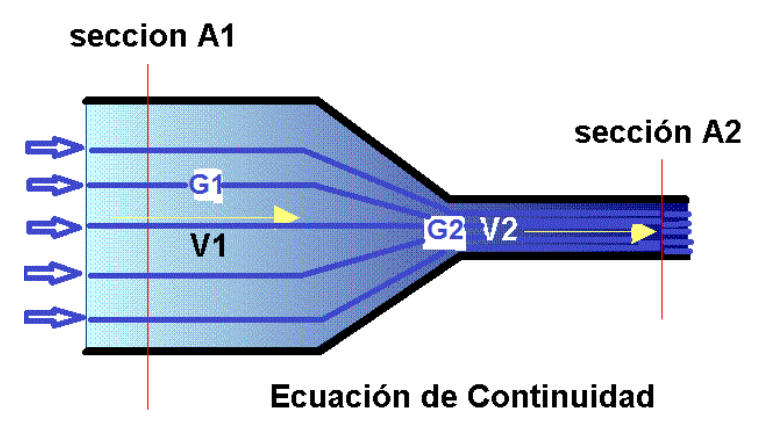 seccion A1
sección A2
G1
V1
G2
V2
Ecuación de Continuidad